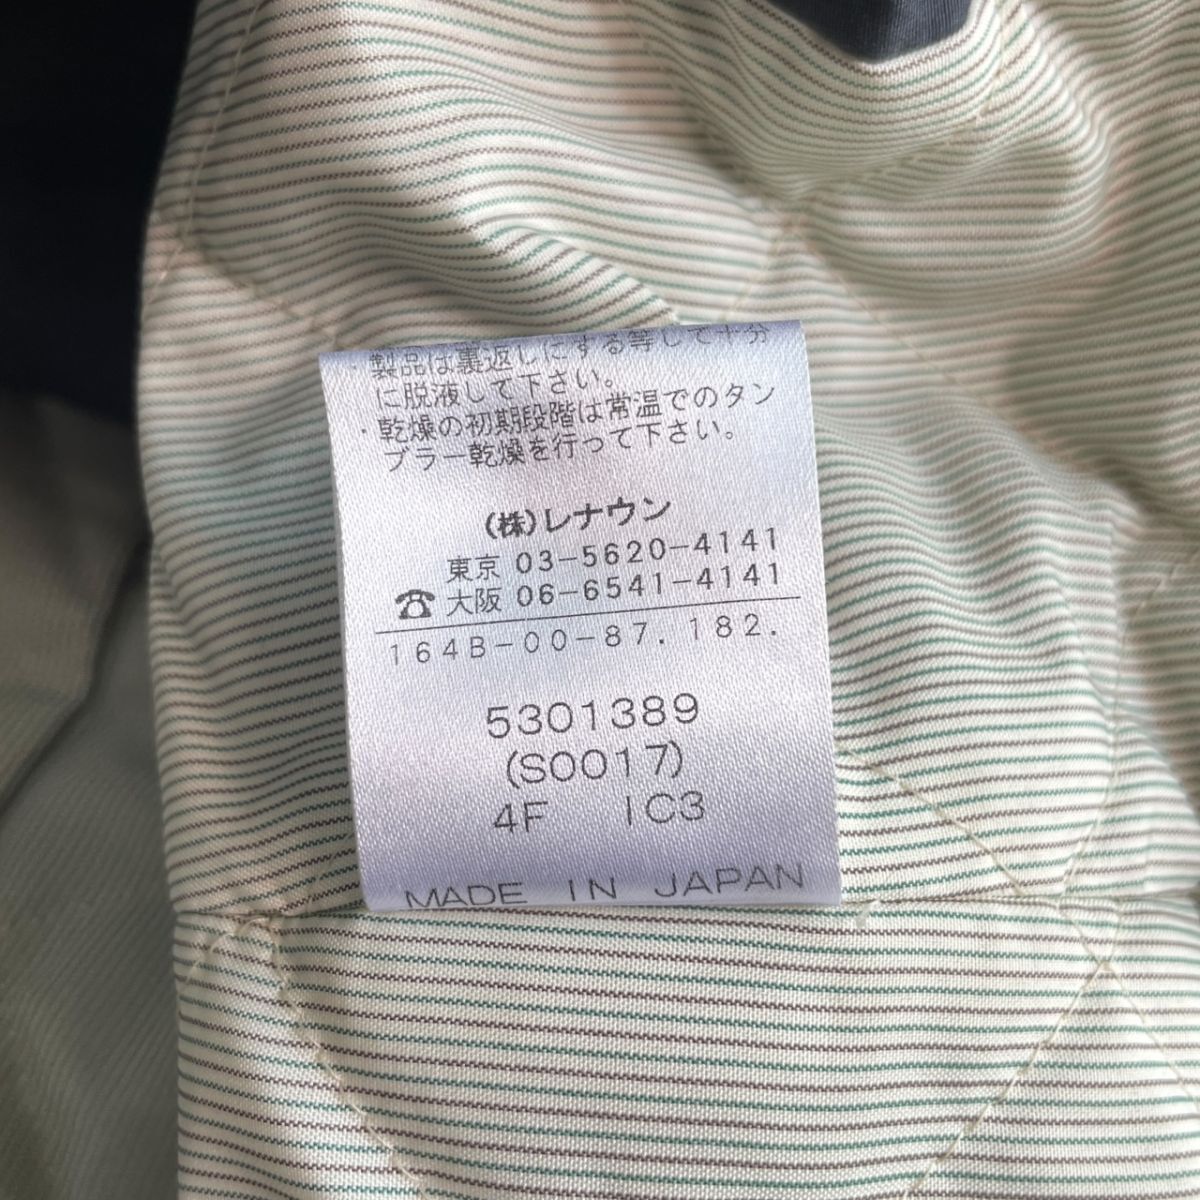 ・製品は裏返しにする等して十分
に脱液して下さい。
・乾燥の初期段階は常温でのタン
ブラー乾燥を行って下さい。
(株)レナウン
東京 03-5620-4141
☎ 大阪 06-6541-4141
164B-00-87. 182.
5301389
(S0017)
4F IC3
MADE IN JAPAN